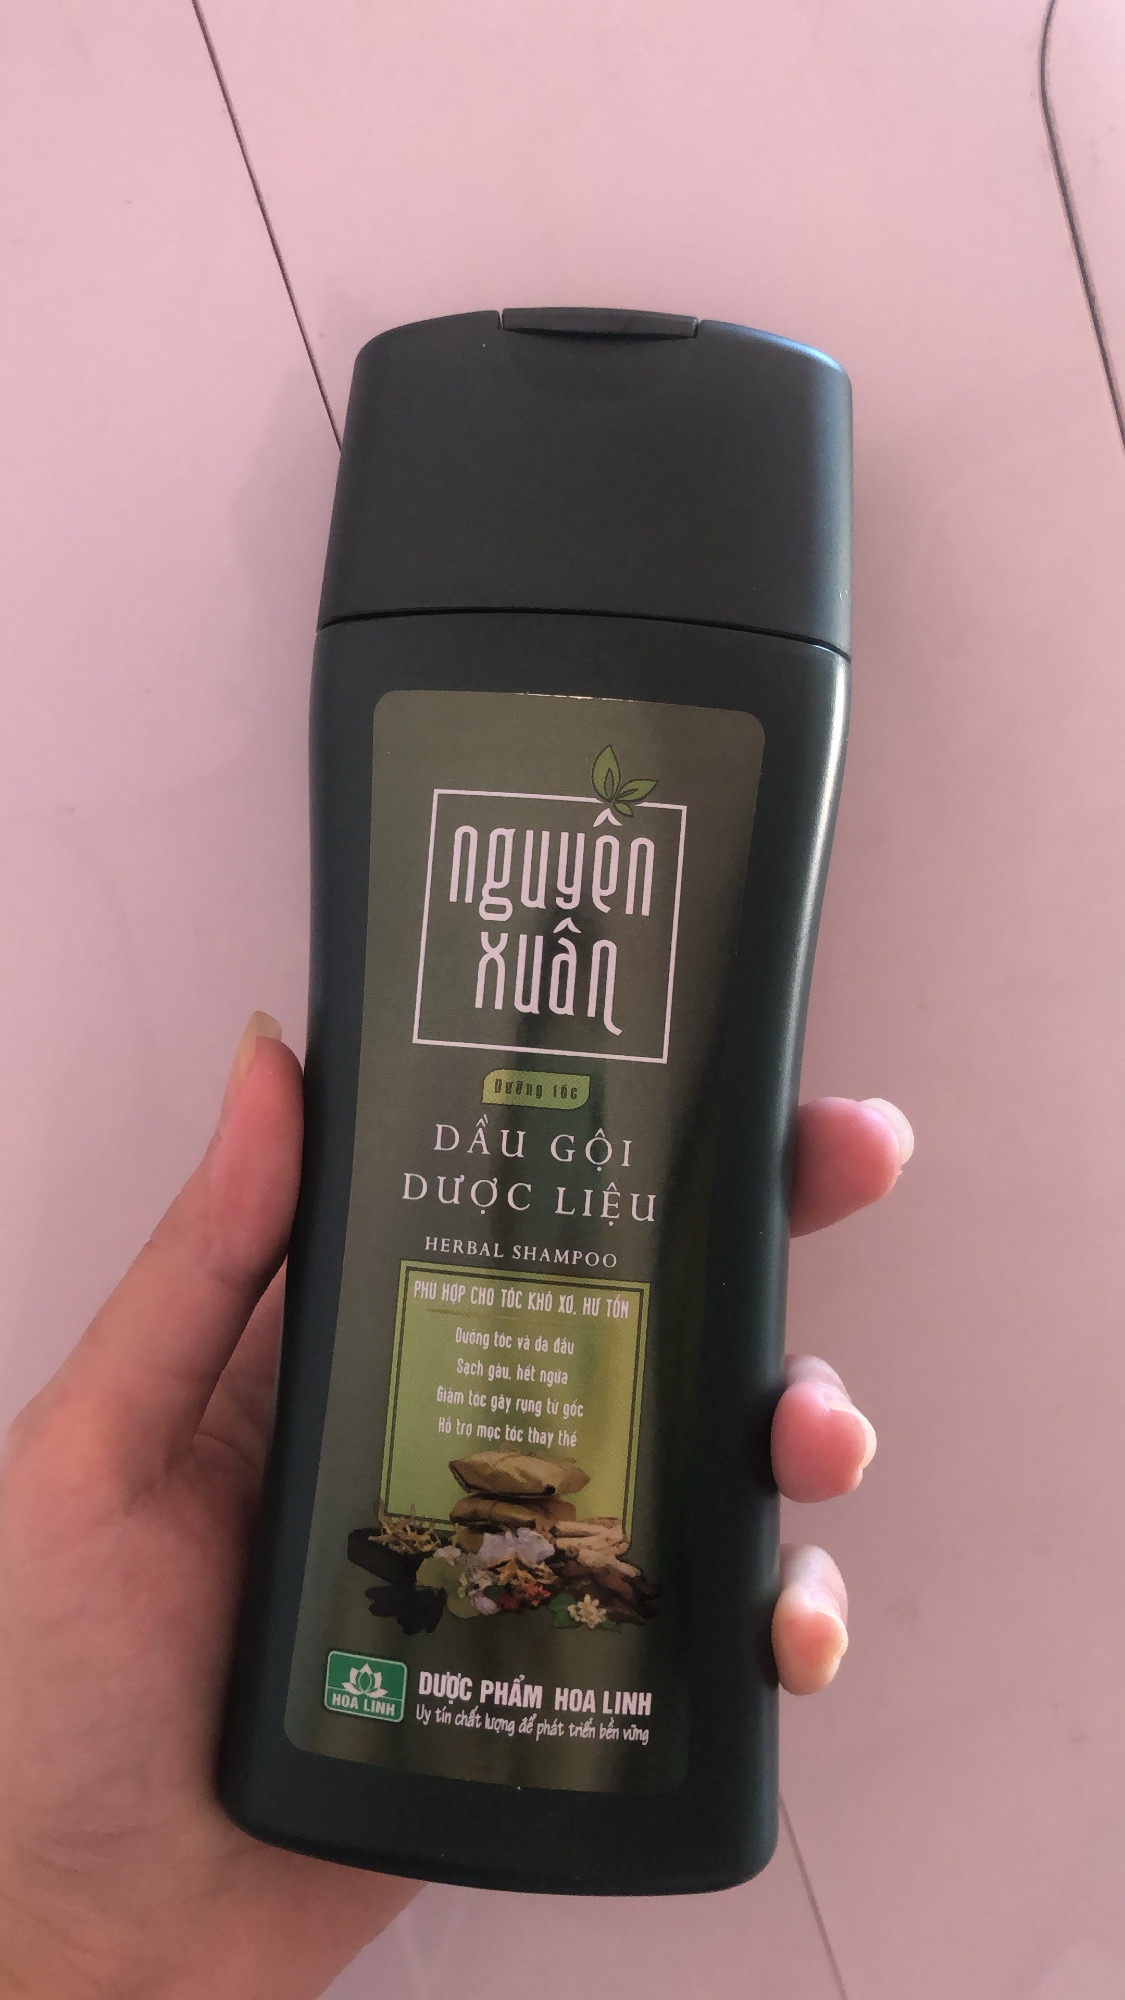 nguyên
xuân
Dưỡng tóc
DẦU GỘI
DƯỢC LIỆU
HERBAL SHAMPOO
PHÙ HỢP CHO TÓC KHÔ XƠ, HƯ TỔN
Dưỡng tóc và da đầu
Sạch gàu, hết ngứa
Giảm tóc gãy rụng từ gốc
Hỗ trợ mọc tóc thay thế
HOA LINH
DƯỢC PHẨM HOA LINH
Uy tín chất lượng để phát triển bền vững